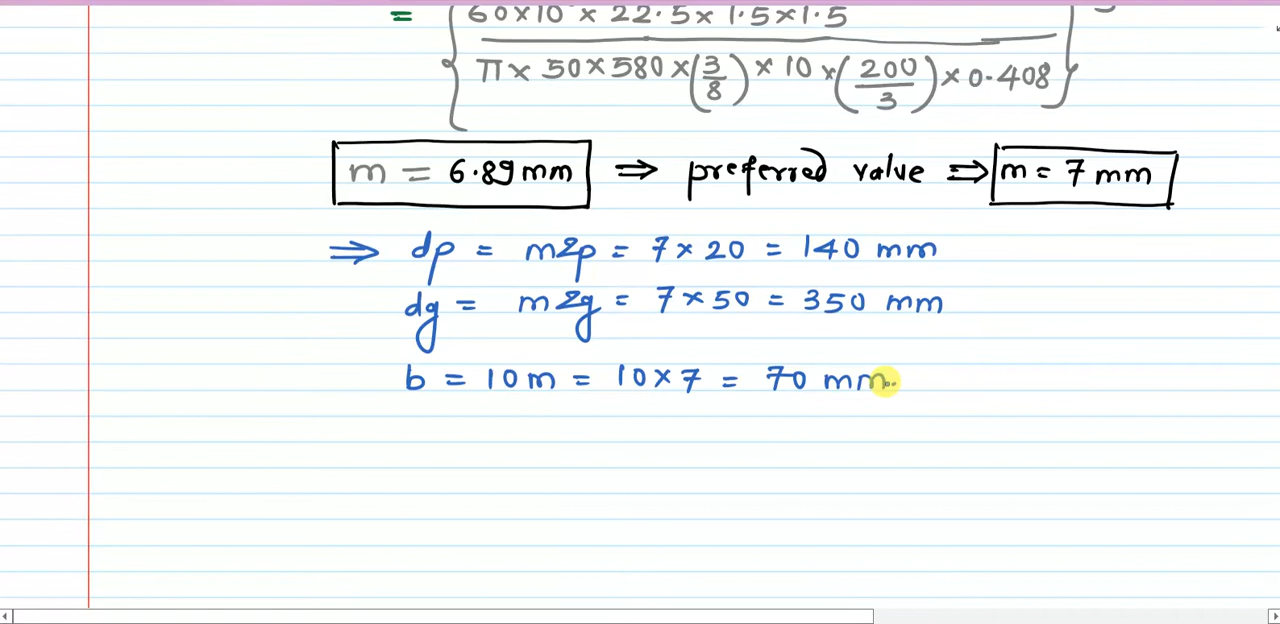 = { 60×10 × 22.5 × 1.5×1.5
π × 50 × 580 × (3/8) × 10 × (200/3) × 0.408 }
m = 6.89 mm ⇒ preferred value ⇒ m = 7 mm
⇒ dp = mzp = 7 × 20 = 140 mm
dg = mzg = 7 × 50 = 350 mm
b = 10 m = 10 × 7 = 70 mm.